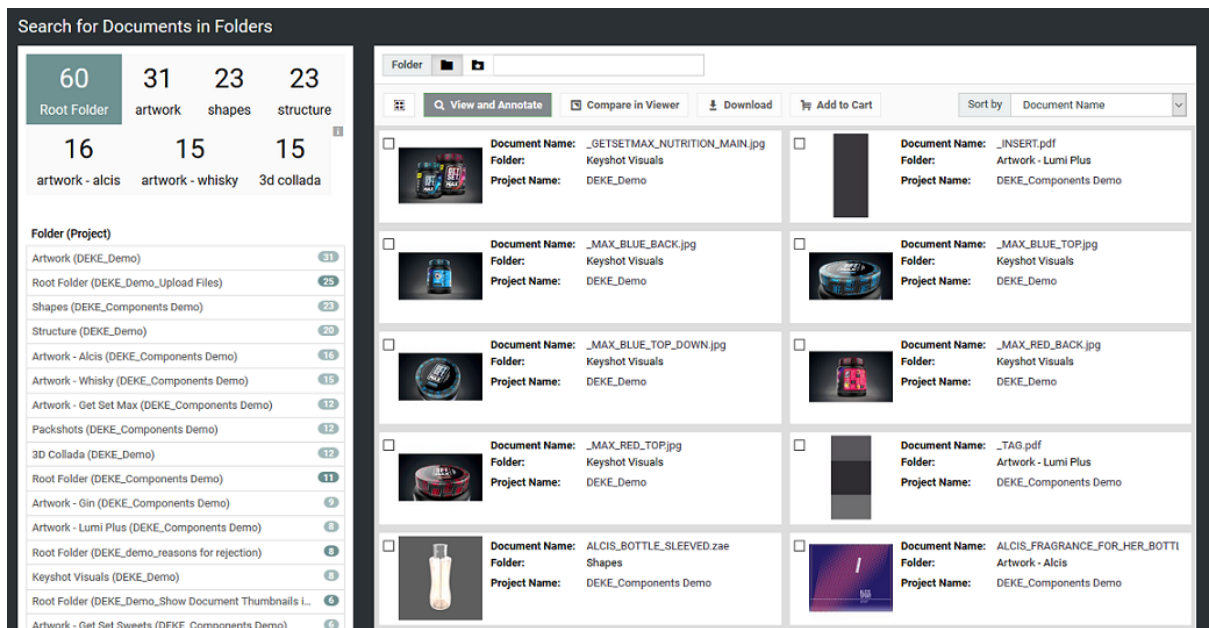 Search for Documents in Folders
60 31 23 23
Root Folder artwork shapes structure
16 15 15
artwork - alcis artwork - whisky 3d collada
Folder (Project)
Artwork (DEKE_Demo) 31
Root Folder (DEKE_Demo_Upload Files) 25
Shapes (DEKE_Components Demo) 23
Structure (DEKE_Demo) 20
Artwork - Alcis (DEKE_Components Demo) 16
Artwork - Whisky (DEKE_Components Demo) 15
Artwork - Get Set Max (DEKE_Components Demo) 12
Packshots (DEKE_Components Demo) 12
3D Collada (DEKE_Demo) 12
Root Folder (DEKE_Components Demo) 11
Artwork - Gin (DEKE_Components Demo) 9
Artwork - Lumi Plus (DEKE_Components Demo) 8
Root Folder (DEKE_demo_reasons for rejection) 8
Keyshot Visuals (DEKE_Demo) 8
Root Folder (DEKE_Demo_Show Document Thumbnails i... 6
Artwork - Get Set Sweets (DEKE_Components Demo) 6
Folder
View and Annotate Compare in Viewer Download Add to Cart Sort by Document Name
Document Name: _GETSETMAX_NUTRITION_MAIN.jpg
Folder: Keyshot Visuals
Project Name: DEKE_Demo
Document Name: _INSERT.pdf
Folder: Artwork - Lumi Plus
Project Name: DEKE_Components Demo
Document Name: _MAX_BLUE_BACK.jpg
Folder: Keyshot Visuals
Project Name: DEKE_Demo
Document Name: _MAX_BLUE_TOP.jpg
Folder: Keyshot Visuals
Project Name: DEKE_Demo
Document Name: _MAX_BLUE_TOP_DOWN.jpg
Folder: Keyshot Visuals
Project Name: DEKE_Demo
Document Name: _MAX_RED_BACK.jpg
Folder: Keyshot Visuals
Project Name: DEKE_Demo
Document Name: _MAX_RED_TOP.jpg
Folder: Keyshot Visuals
Project Name: DEKE_Demo
Document Name: _TAG.pdf
Folder: Artwork - Lumi Plus
Project Name: DEKE_Components Demo
Document Name: ALCIS_BOTTLE_SLEEVED.zae
Folder: Shapes
Project Name: DEKE_Components Demo
Document Name: ALCIS_FRAGRANCE_FOR_HER_BOTTL
Folder: Artwork - Alcis
Project Name: DEKE_Components Demo